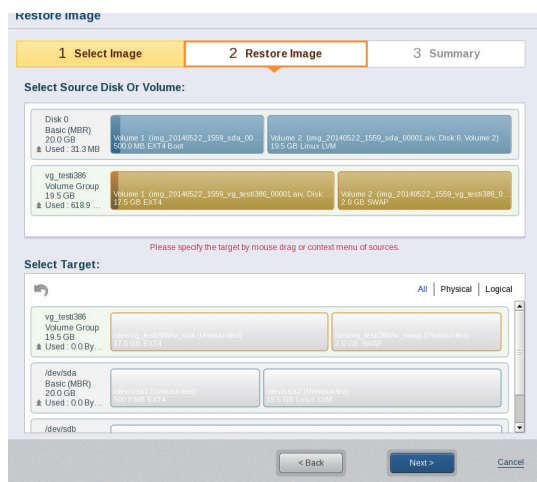 Restore Image
1 Select Image
2 Restore Image
3 Summary
Select Source Disk Or Volume:
Disk 0
Basic (MBR)
20.0 GB
Used : 31.3 MB
Volume 1 (img_20140522_1559_sda_00...
500.0 MB EXT4 Boot
Volume 2 (img_20140522_1559_sda_00001.aiv, Disk:0, Volume:2)
19.5 GB Linux LVM
vg_testi386
Volume Group
19.5 GB
Used : 618.9 ...
Volume 1 (img_20140522_1559_vg_testi386_00001.aiv, Disk:
17.5 GB EXT4
Volume 2 (img_20140522_1559_vg_testi386_0
2.0 GB SWAP
Please specify the target by mouse drag or context menu of sources.
Select Target:
All | Physical | Logical
vg_testi386
Volume Group
19.5 GB
Used : 0.0 By...
/dev/vg_testi386/lv_root (Unmounted)
17.5 GB EXT4
/dev/vg_testi386/lv_swap (Unmounted)
2.0 GB SWAP
/dev/sda
Basic (MBR)
20.0 GB
Used : 0.0 By...
/dev/sda1 (Unmounted)
500.0 MB EXT4
/dev/sda2 (Unmounted)
19.5 GB Linux LVM
/dev/sdb
< Back
Next >
Cancel